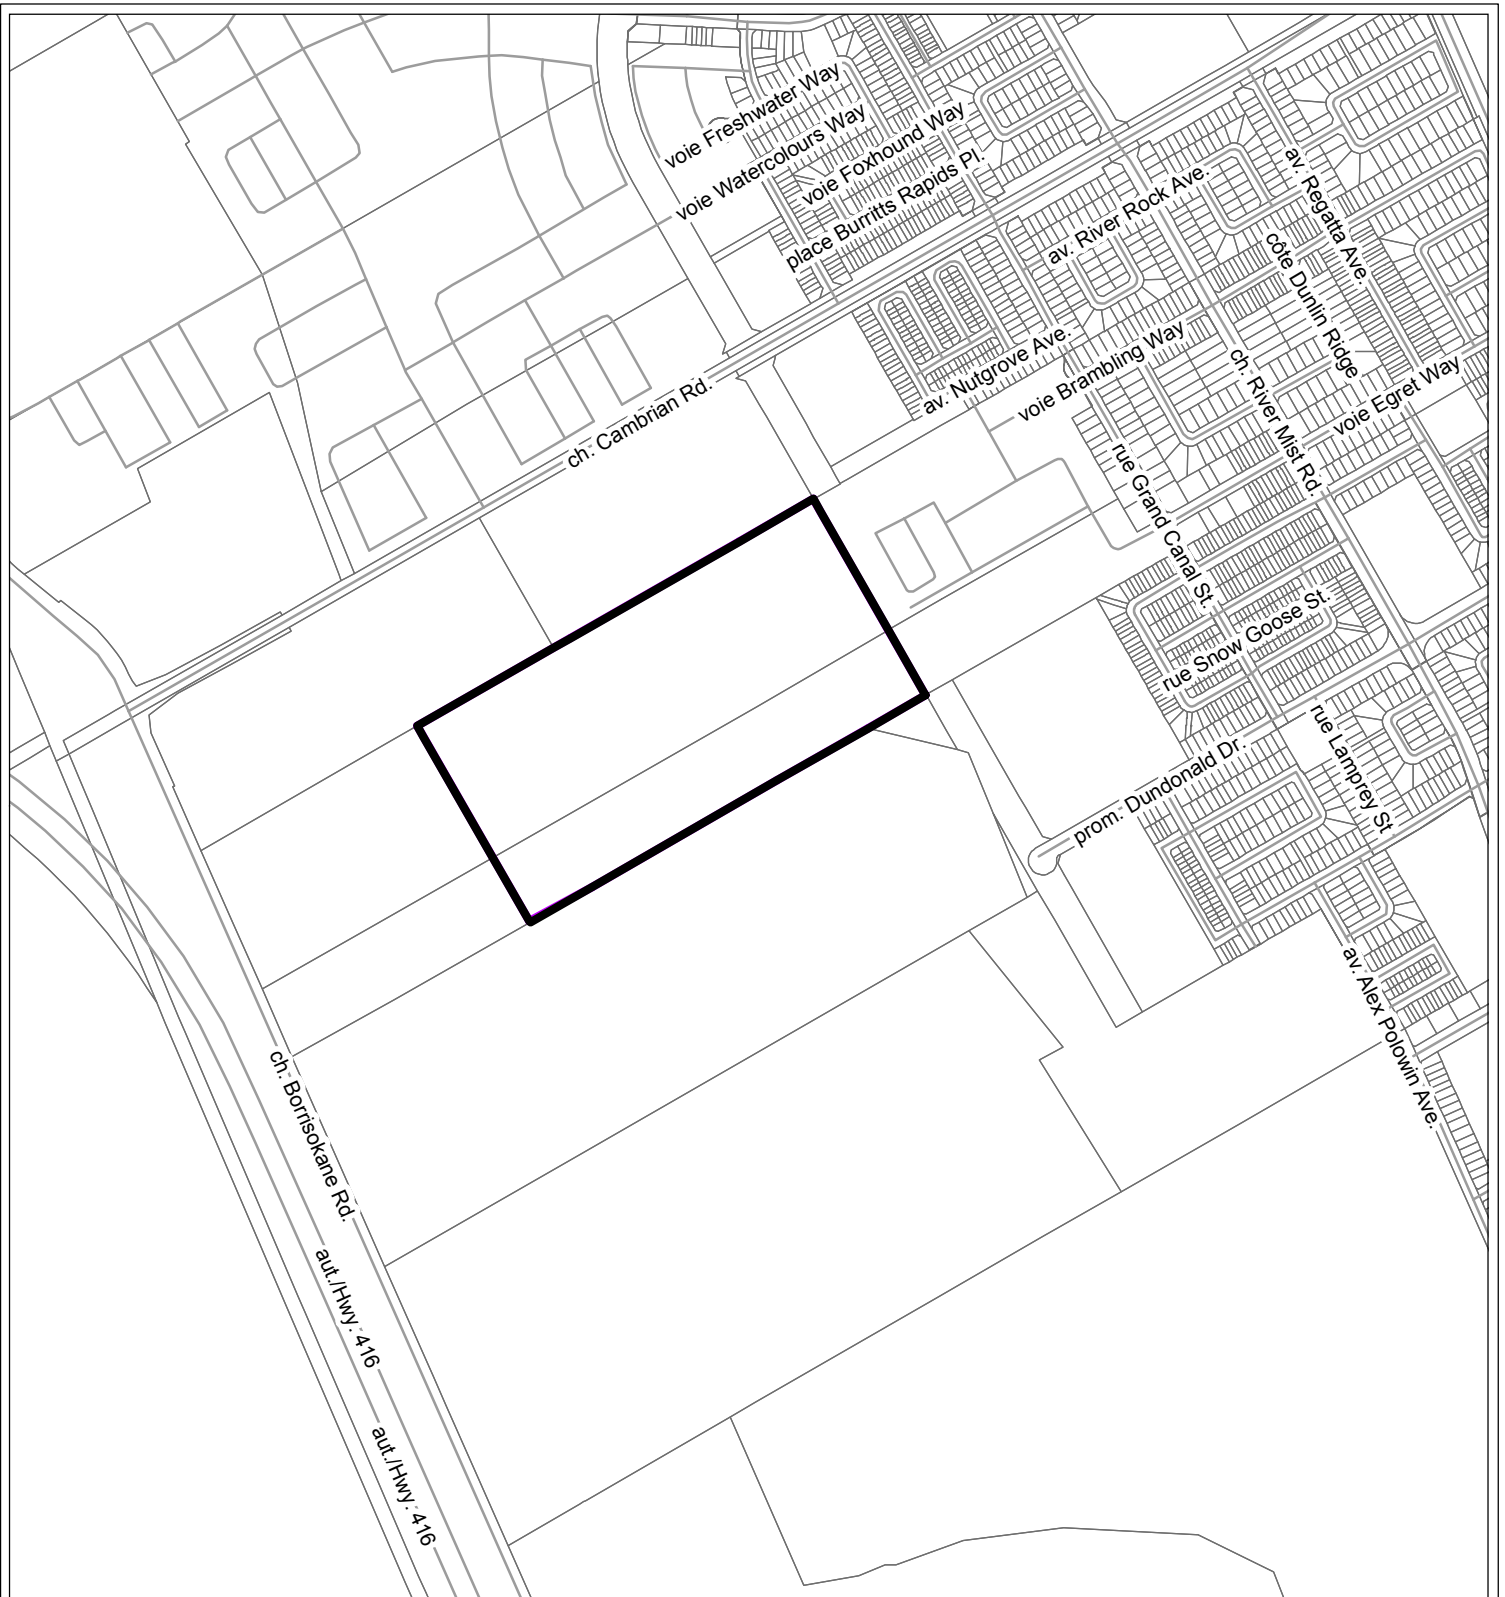 voie Freshwater Way
voie Watercolours Way
voie Foxhound Way
place Burritts Rapids Pl.
av. River Rock Ave.
av. Regatta Ave.
côte Dunlin Ridge
av. Nutgrove Ave.
voie Brambling Way
ch. River Mist Rd.
voie Egret Way
ch. Cambrian Rd.
rue Grand Canal St.
rue Snow Goose St.
rue Lamprey St
prom. Dundonald Dr.
av. Alex Polowin Ave.
ch. Borrisokane Rd.
aut./Hwy. 416
aut./Hwy. 416